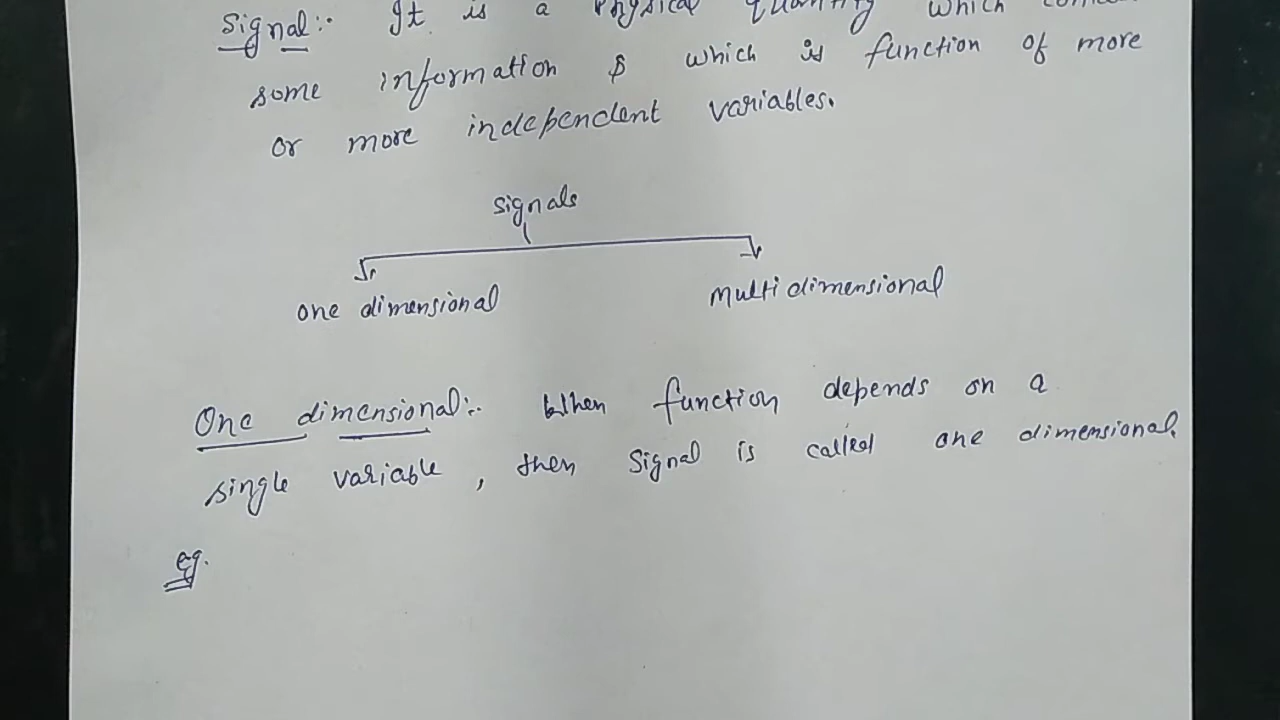 Signal:- It is a Physical quantity which
some information & which is function of more
or more independent variables.
Signals
one dimensional
Multi dimensional
One dimensional:- When function depends on a
single variable, then Signal is called one dimensional.
eg.